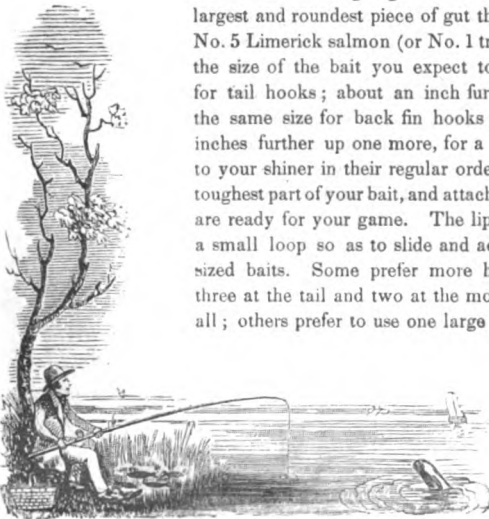 largest and roundest piece of gut th
No. 5 Limerick salmon (or No. 1 tr
the size of the bait you expect to
for tail hooks; about an inch fur
the same size for back fin hooks
inches further up one more, for a
to your shiner in their regular orde
toughest part of your bait, and attach
are ready for your game. The lip
a small loop so as to slide and a
sized baits. Some prefer more h
three at the tail and two at the mo
all; others prefer to use one large